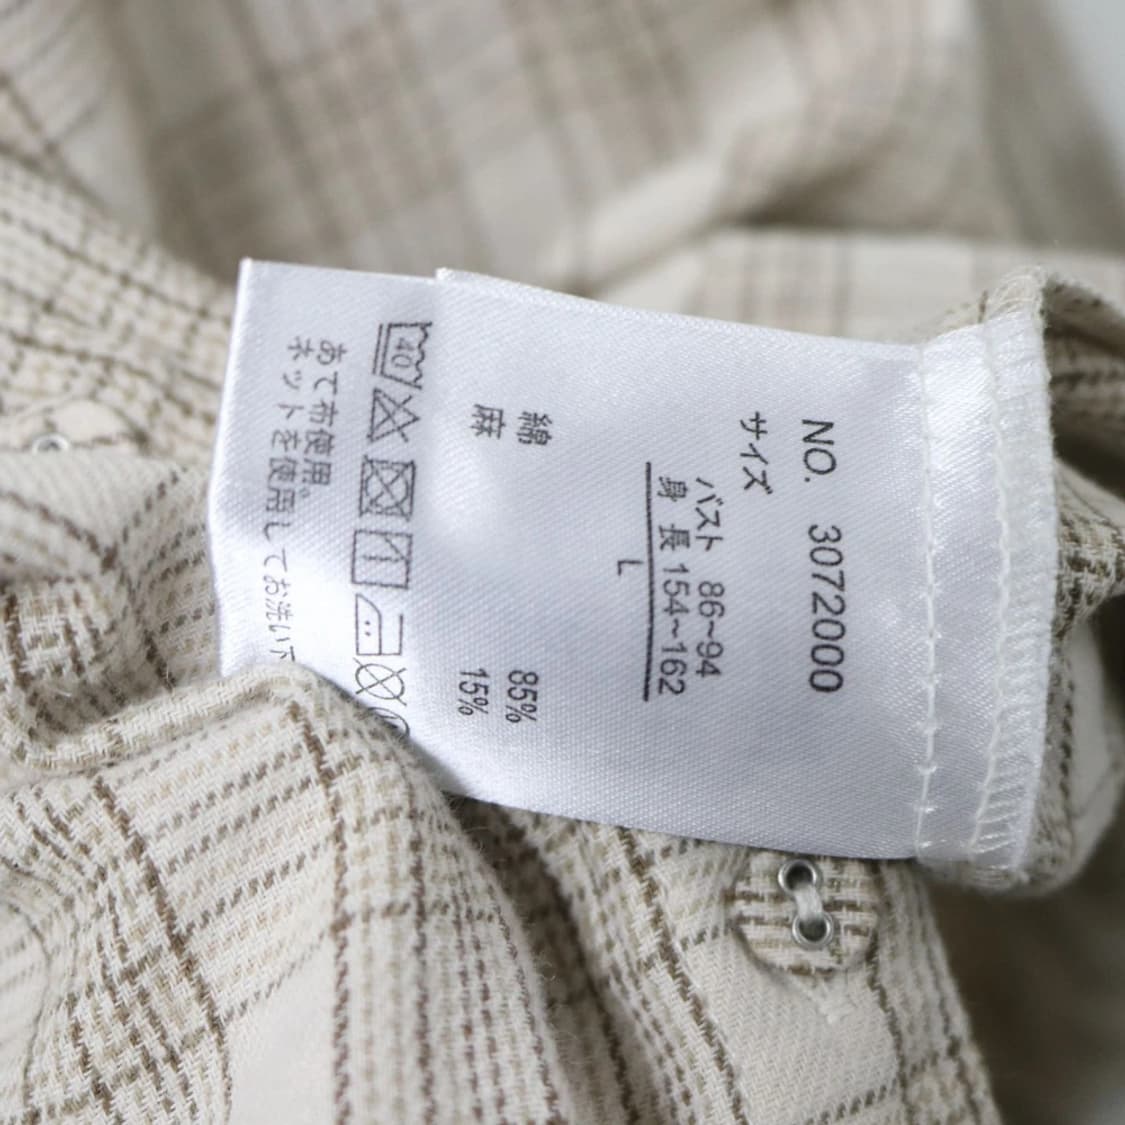 NO. 3072000
サイズ
バスト 86~94
身 長 154~162
L
綿 85%
麻 15%
40
あて布使用。
ネットを使用してお洗い下